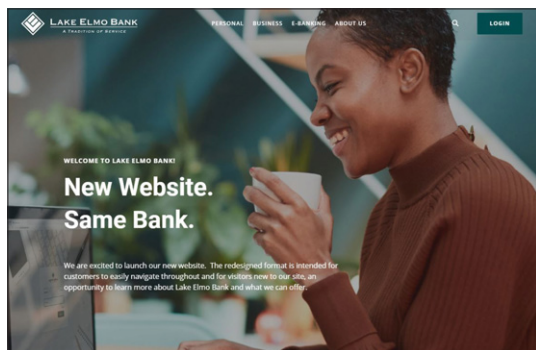 LAKE ELMO BANK
A TRADITION OF SERVICE
PERSONAL BUSINESS E-BANKING ABOUT US
LOGIN
WELCOME TO LAKE ELMO BANK!
New Website.
Same Bank.
We are excited to launch our new website. The redesigned format is intended for
customers to easily navigate throughout and for visitors new to our site, an
opportunity to learn more about Lake Elmo Bank and what we can offer.